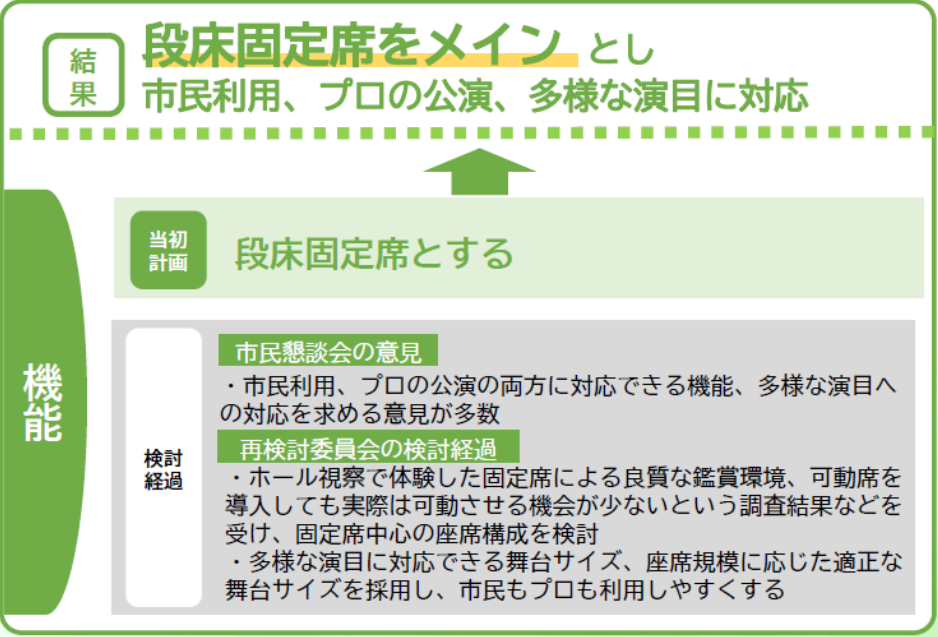 結果
段床固定席をメインとし
市民利用、プロの公演、多様な演目に対応
機能
当初
計画
段床固定席とする
検討
経過
市民懇談会の意見
・市民利用、プロの公演の両方に対応できる機能、多様な演目へ
の対応を求める意見が多数
再検討委員会の検討経過
・ホール視察で体験した固定席による良質な鑑賞環境、可動席を
導入しても実際は可動させる機会が少ないという調査結果などを
受け、固定席中心の座席構成を検討
・多様な演目に対応できる舞台サイズ、座席規模に応じた適正な
舞台サイズを採用し、市民もプロも利用しやすくする